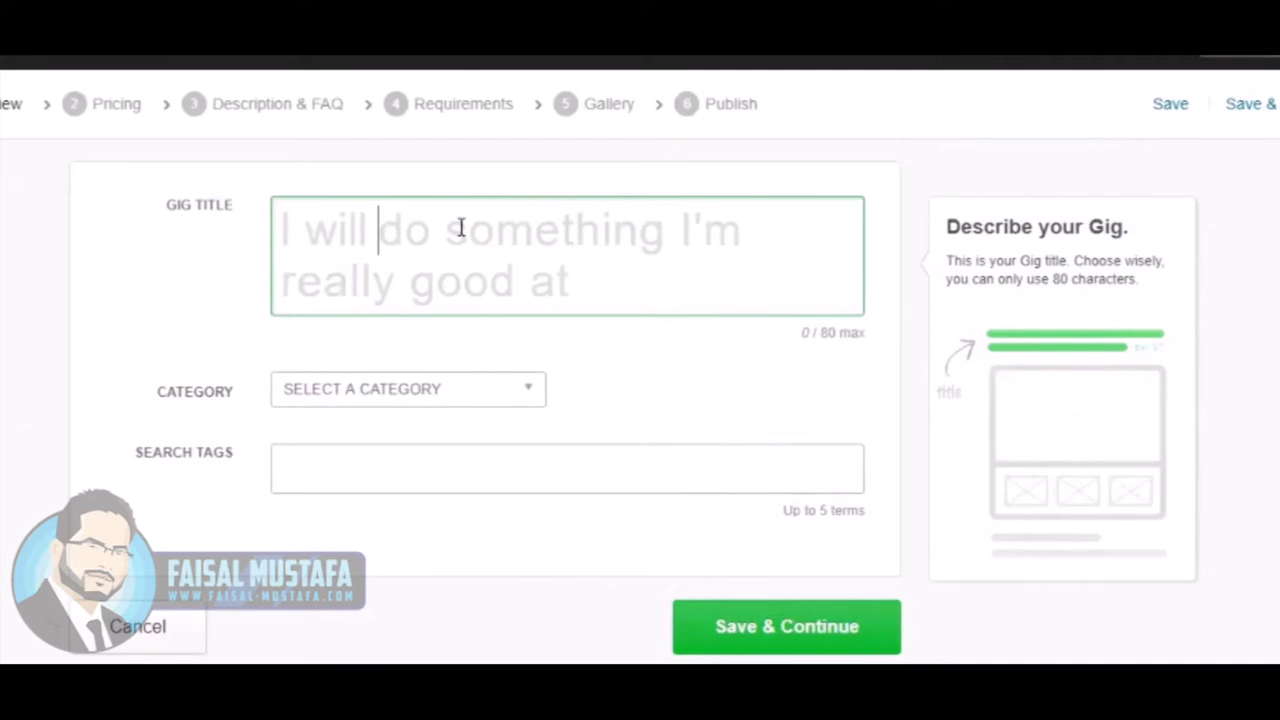 ew > 2 Pricing > 3 Description & FAQ > 4 Requirements > 5 Gallery > 6 Publish
Save | Save &
GIG TITLE
I will do something I'm
really good at
0 / 80 max
CATEGORY
SELECT A CATEGORY
SEARCH TAGS
Up to 5 terms
Describe your Gig.
This is your Gig title. Choose wisely,
you can only use 80 characters.
title
FAISAL MUSTAFA
WWW.FAISAL-MUSTAFA.COM
Cancel
Save & Continue